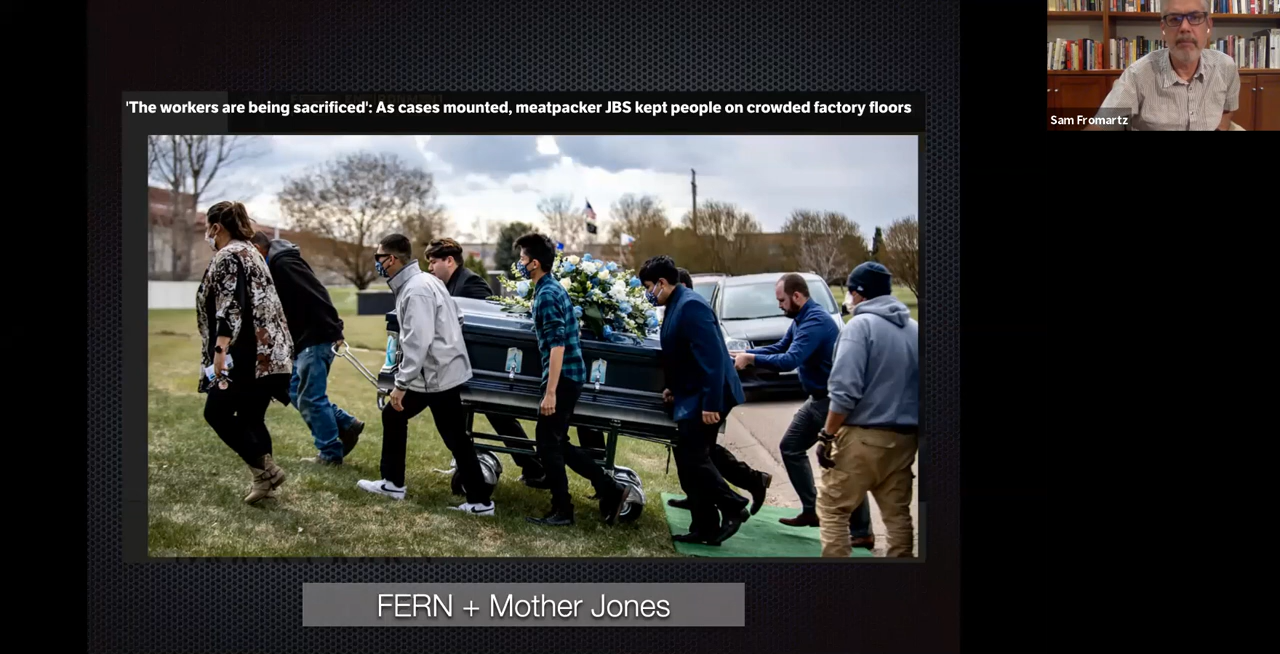 'The workers are being sacrificed': As cases mounted, meatpacker JBS kept people on crowded factory floors
Sam Fromartz
FERN + Mother Jones